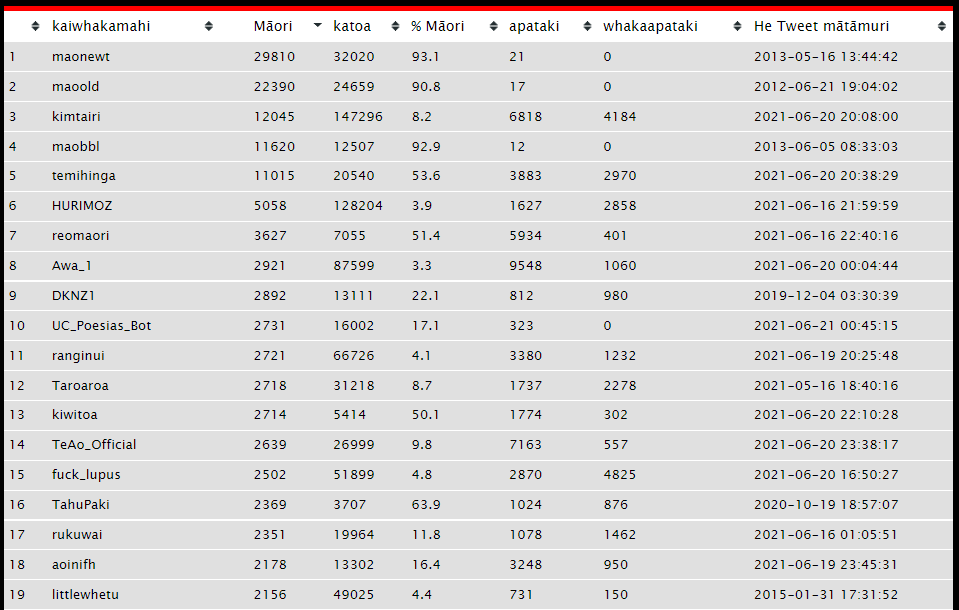 kaiwhakamahi Māori katoa % Māori apataki whakaapataki He Tweet mātāmuri
1 maonewt 29810 32020 93.1 21 0 2013-05-16 13:44:42
2 maoold 22390 24659 90.8 17 0 2012-06-21 19:04:02
3 kimtairi 12045 147296 8.2 6818 4184 2021-06-20 20:08:00
4 maobbl 11620 12507 92.9 12 0 2013-06-05 08:33:03
5 temihinga 11015 20540 53.6 3883 2970 2021-06-20 20:38:29
6 HURIMOZ 5058 128204 3.9 1627 2858 2021-06-16 21:59:59
7 reomaori 3627 7055 51.4 5934 401 2021-06-16 22:40:16
8 Awa_1 2921 87599 3.3 9548 1060 2021-06-20 00:04:44
9 DKNZ1 2892 13111 22.1 812 980 2019-12-04 03:30:39
10 UC_Poesias_Bot 2731 16002 17.1 323 0 2021-06-21 00:45:15
11 ranginui 2721 66726 4.1 3380 1232 2021-06-19 20:25:48
12 Taroaroa 2718 31218 8.7 1737 2278 2021-05-16 18:40:16
13 kiwitoa 2714 5414 50.1 1774 302 2021-06-20 22:10:28
14 TeAo_Official 2639 26999 9.8 7163 557 2021-06-20 23:38:17
15 fuck_lupus 2502 51899 4.8 2870 4825 2021-06-20 16:50:27
16 TahuPaki 2369 3707 63.9 1024 876 2020-10-19 18:57:07
17 rukuwai 2351 19964 11.8 1078 1462 2021-06-16 01:05:51
18 aoinifh 2178 13302 16.4 3248 950 2021-06-19 23:45:31
19 littlewhetu 2156 49025 4.4 731 150 2015-01-31 17:31:52